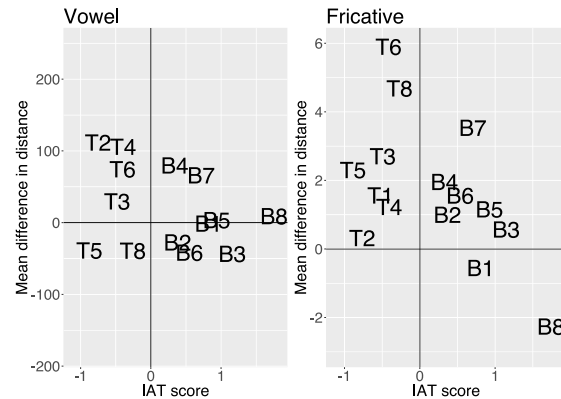 Vowel
Mean difference in distance
200
100
0
-100
-200
T2
T4
T6
T3
T5
T8
B4
B7
B5
B1
B8
B2
B6
B3
-1
0
1
IAT score
Fricative
Mean difference in distance
6
4
2
0
-2
T6
T8
B7
T3
T5
B4
T1
B6
T4
B5
B2
B3
T2
B1
B8
-1
0
1
IAT score